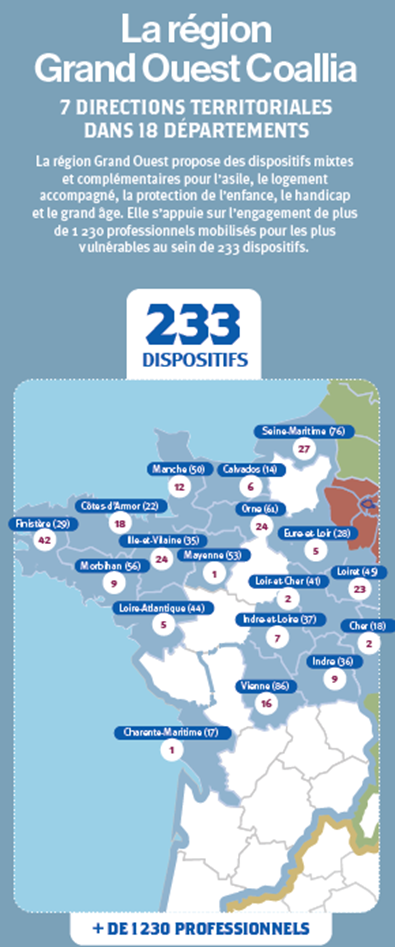 La région
Grand Ouest Coallia
7 DIRECTIONS TERRITORIALES
DANS 18 DÉPARTEMENTS
La région Grand Ouest propose des dispositifs mixtes
et complémentaires pour l'asile, le logement
accompagné, la protection de l'enfance, le handicap
et le grand âge. Elle s'appuie sur l'engagement de plus
de 1 230 professionnels mobilisés pour les plus
vulnérables au sein de 233 dispositifs.
233
DISPOSITIFS
Seine-Maritime (76)
27
Manche (50)
12
Calvados (14)
6
Côtes-d'Armor (22)
18
Orne (61)
24
Finistère (29)
42
Ille-et-Vilaine (35)
24
Eure-et-Loir (28)
5
Mayenne (53)
1
Morbihan (56)
9
Loir-et-Cher (41)
2
Loiret (45)
23
Loire-Atlantique (44)
5
Indre-et-Loire (37)
7
Cher (18)
2
Indre (36)
9
Vienne (86)
16
Charente-Maritime (17)
1
+ DE 1230 PROFESSIONNELS